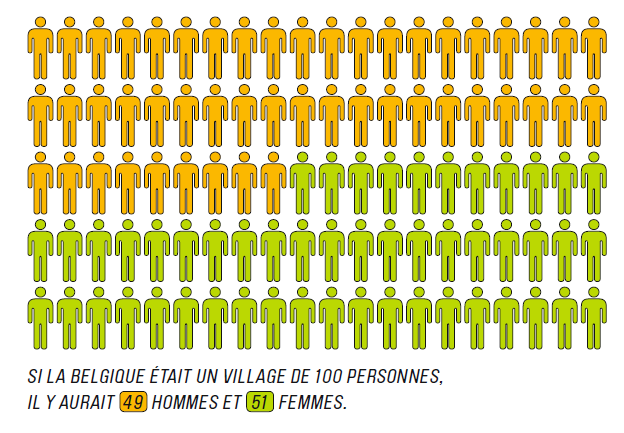 SI LA BELGIQUE ÉTAIT UN VILLAGE DE 100 PERSONNES,
IL Y AURAIT 49 HOMMES ET 51 FEMMES.